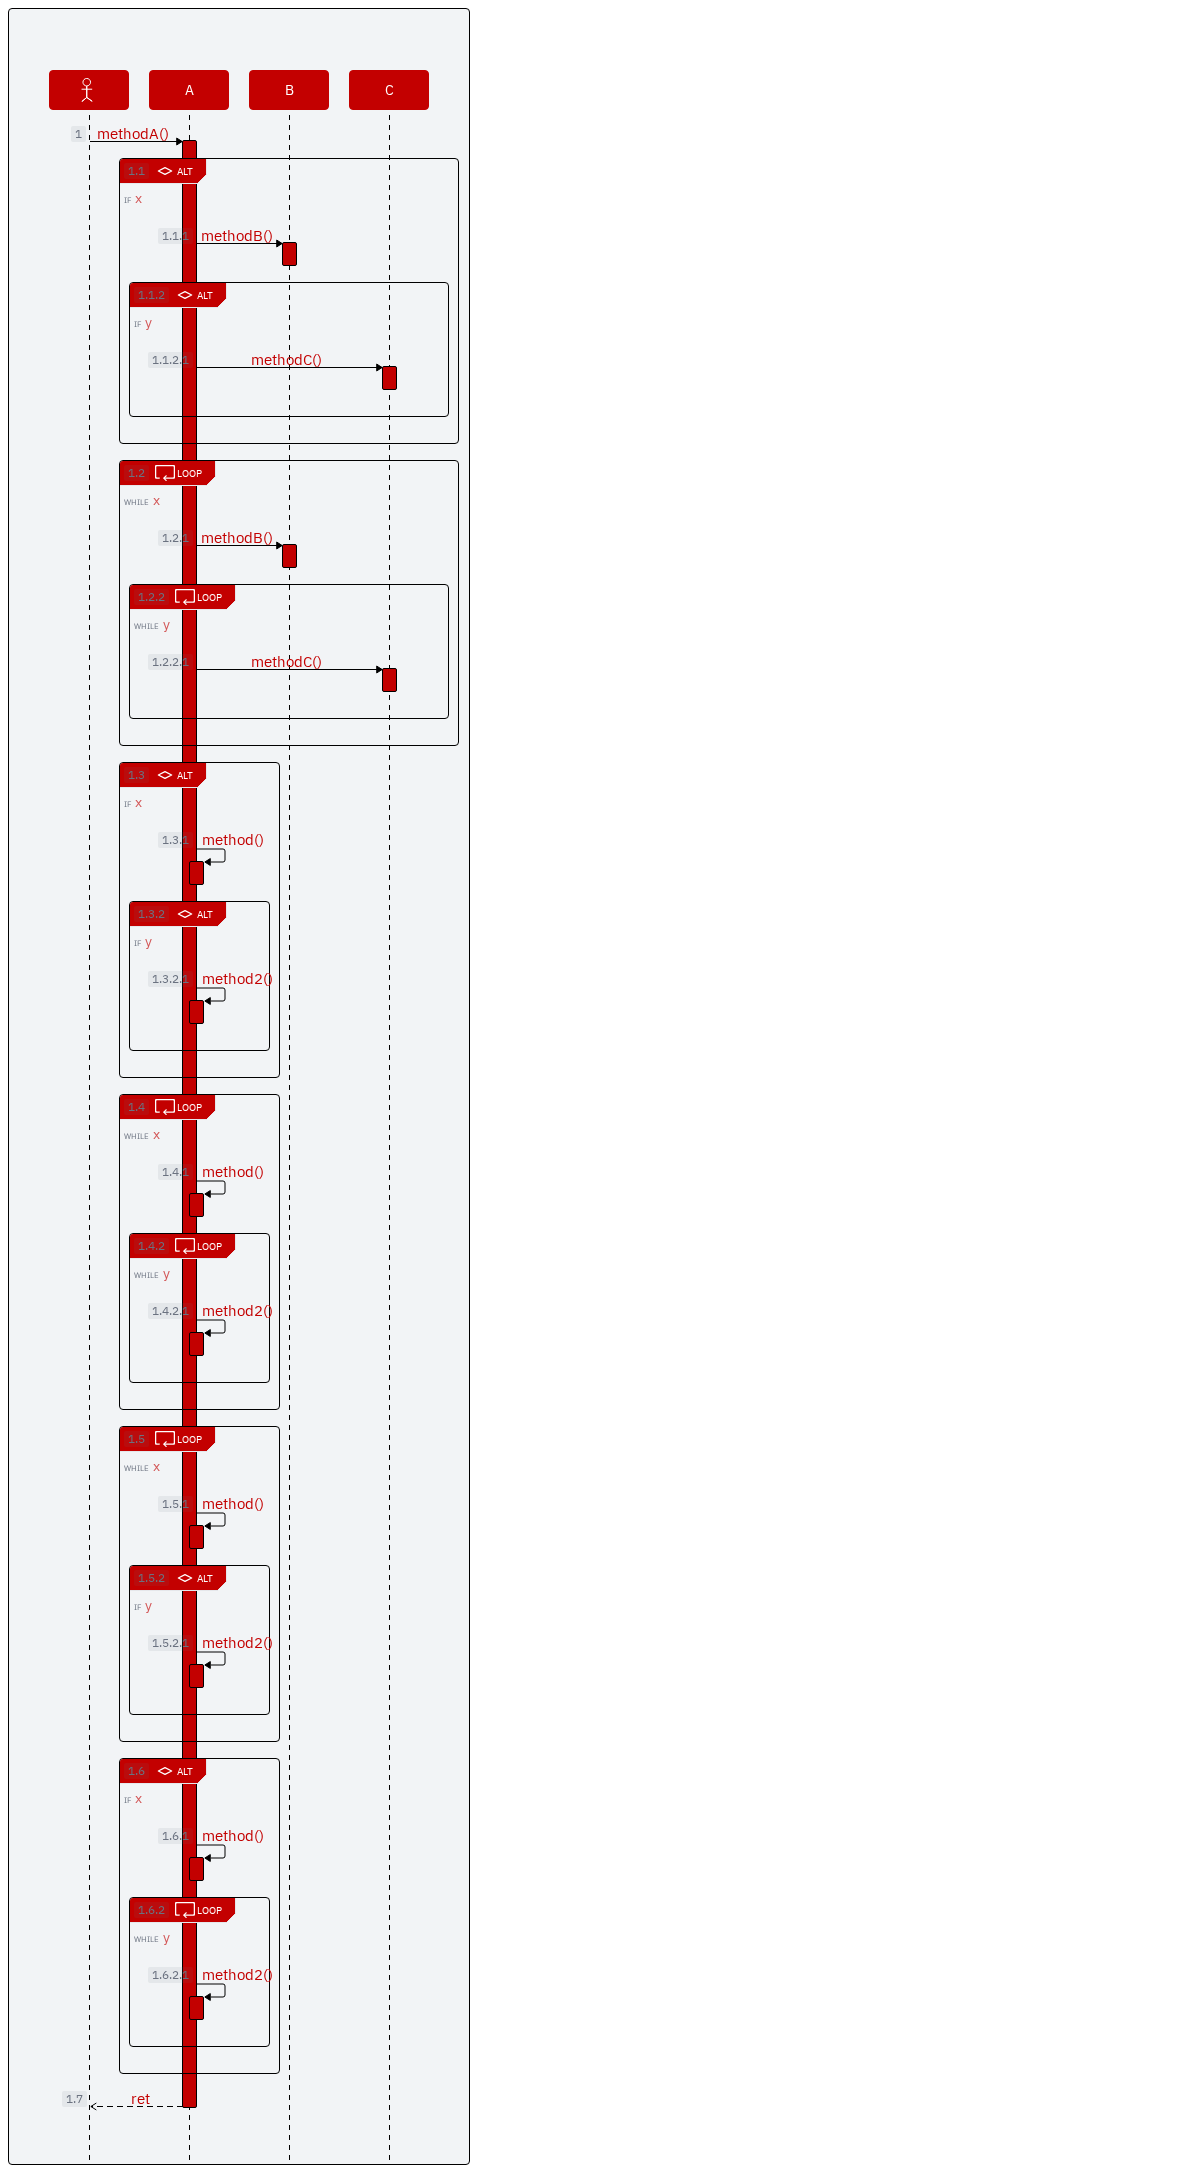 A B C
1 methodA()
1.1 ALT
IF x
1.1.1 methodB()
1.1.2 ALT
IF y
1.1.2.1 methodC()
1.2 LOOP
WHILE x
1.2.1 methodB()
1.2.2 LOOP
WHILE y
1.2.2.1 methodC()
1.3 ALT
IF x
1.3.1 method()
1.3.2 ALT
IF y
1.3.2.1 method2()
1.4 LOOP
WHILE x
1.4.1 method()
1.4.2 LOOP
WHILE y
1.4.2.1 method2()
1.5 LOOP
WHILE x
1.5.1 method()
1.5.2 ALT
IF y
1.5.2.1 method2()
1.6 ALT
IF x
1.6.1 method()
1.6.2 LOOP
WHILE y
1.6.2.1 method2()
1.7 ret